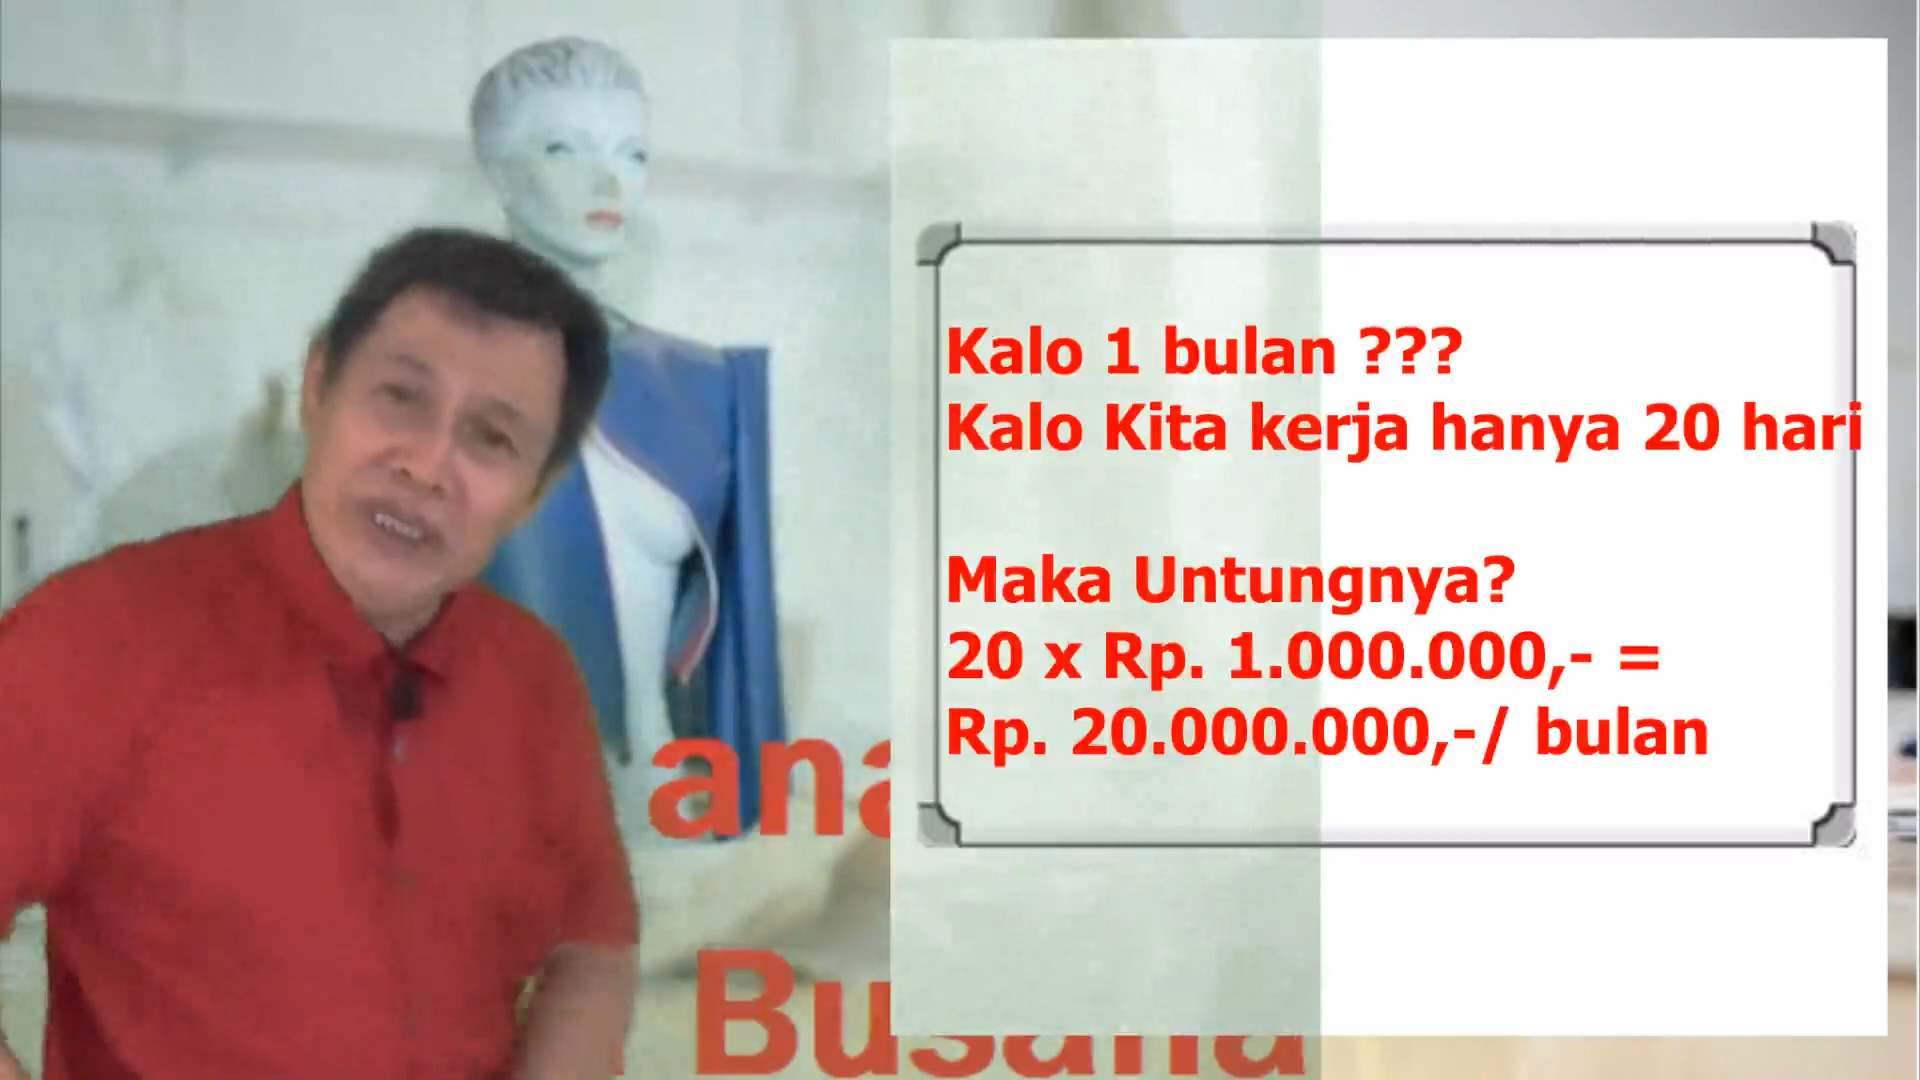 Kalo 1 bulan ???
Kalo Kita kerja hanya 20 hari
Maka Untungnya?
20 x Rp. 1.000.000,- =
Rp. 20.000.000,-/ bulan
Busana